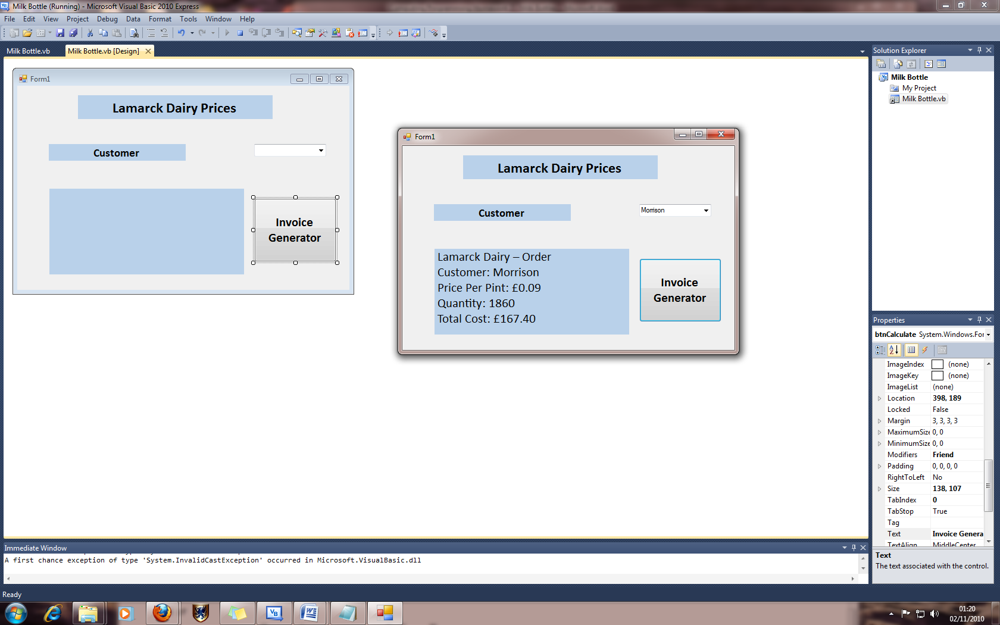 Milk Bottle (Running) - Microsoft Visual Basic 2010 Express
File Edit View Project Debug Data Format Tools Window Help
Milk Bottle.vb
Milk Bottle.vb [Design]
Form1
Lamarck Dairy Prices
Customer
Invoice
Generator
Form1
Lamarck Dairy Prices
Customer
Morrison
Lamarck Dairy – Order
Customer: Morrison
Price Per Pint: £0.09
Quantity: 1860
Total Cost: £167.40
Invoice
Generator
Solution Explorer
Milk Bottle
My Project
Milk Bottle.vb
Properties
btnCalculate System.Windows.For
ImageIndex (none)
ImageKey (none)
ImageList (none)
Location 398, 189
Locked False
Margin 3, 3, 3, 3
MaximumSize 0, 0
MinimumSize 0, 0
Modifiers Friend
Padding 0, 0, 0, 0
RightToLeft No
Size 138, 107
TabIndex 0
TabStop True
Tag
Text Invoice Genera
TextAlign MiddleCenter
Text
The text associated with the control.
Immediate Window
A first chance exception of type 'System.InvalidCastException' occurred in Microsoft.VisualBasic.dll
Ready
01:20
02/11/2010